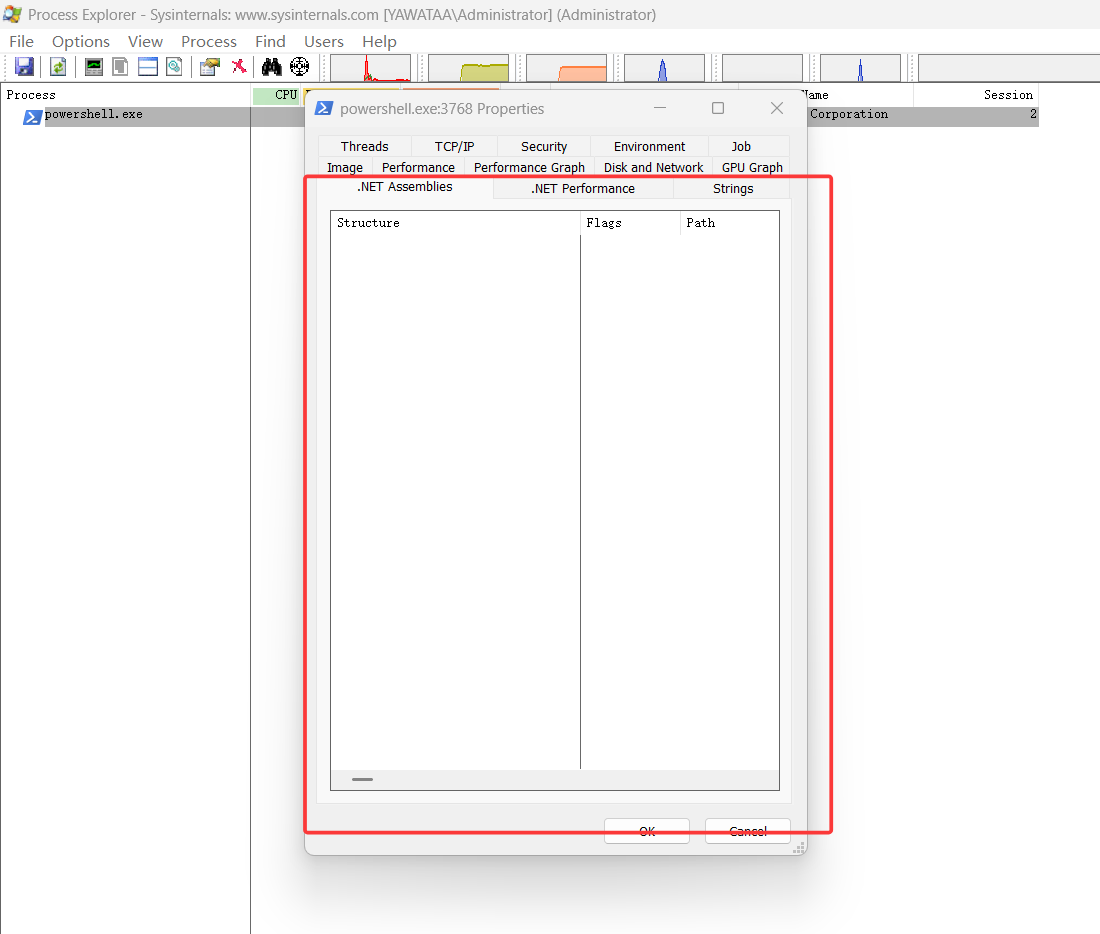 Process Explorer - Sysinternals: www.sysinternals.com [YAWATAA\Administrator] (Administrator)
File Options View Process Find Users Help
Process CPU Session
powershell.exe Corporation 2
powershell.exe:3768 Properties
Threads TCP/IP Security Environment Job
Image Performance Performance Graph Disk and Network GPU Graph
.NET Assemblies .NET Performance Strings
Structure Flags Path
OK Cancel